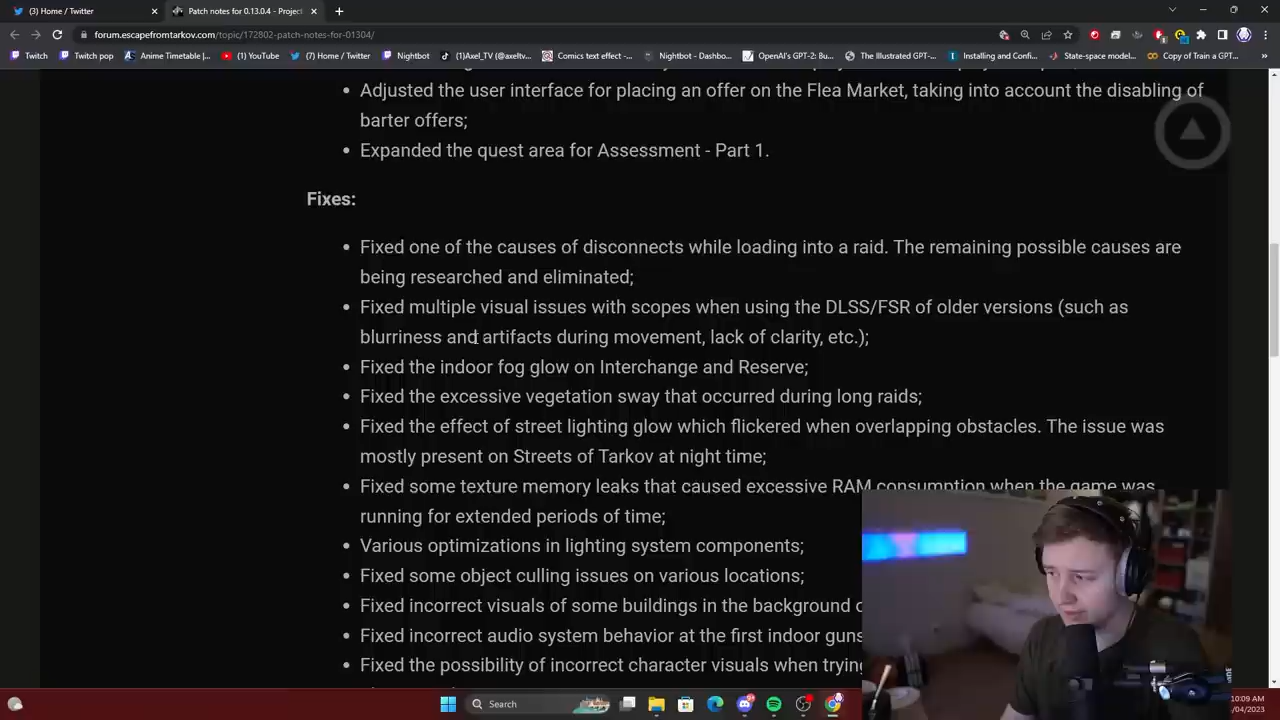 (3) Home / Twitter
Patch notes for 0.13.0.4 - Project
forum.escapefromtarkov.com/topic/172802-patch-notes-for-01304/
Twitch
Twitch pop
Anime Timetable |...
(1) YouTube
(7) Home / Twitter
Nightbot
(1)Axel_TV (@axeltv...
Comics text effect -...
Nightbot - Dashbo...
OpenAI's GPT-2: Bu...
The Illustrated GPT-...
Installing and Confi...
State-space model...
Copy of Train a GPT...
Adjusted the user interface for placing an offer on the Flea Market, taking into account the disabling of
barter offers;
Expanded the quest area for Assessment - Part 1.
Fixes:
Fixed one of the causes of disconnects while loading into a raid. The remaining possible causes are
being researched and eliminated;
Fixed multiple visual issues with scopes when using the DLSS/FSR of older versions (such as
blurriness and artifacts during movement, lack of clarity, etc.);
Fixed the indoor fog glow on Interchange and Reserve;
Fixed the excessive vegetation sway that occurred during long raids;
Fixed the effect of street lighting glow which flickered when overlapping obstacles. The issue was
mostly present on Streets of Tarkov at night time;
Fixed some texture memory leaks that caused excessive RAM consumption when the game was
running for extended periods of time;
Various optimizations in lighting system components;
Fixed some object culling issues on various locations;
Fixed incorrect visuals of some buildings in the background
Fixed incorrect audio system behavior at the first indoor guns
Fixed the possibility of incorrect character visuals when trying
Search
10:09 AM
/04/2023